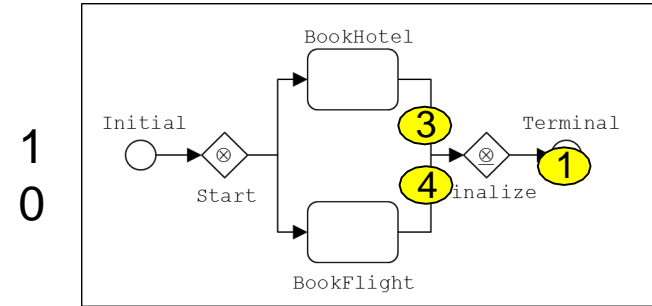 BookHotel
Initial
Terminal
1
0
3
4
1
Start
inalize
BookFlight